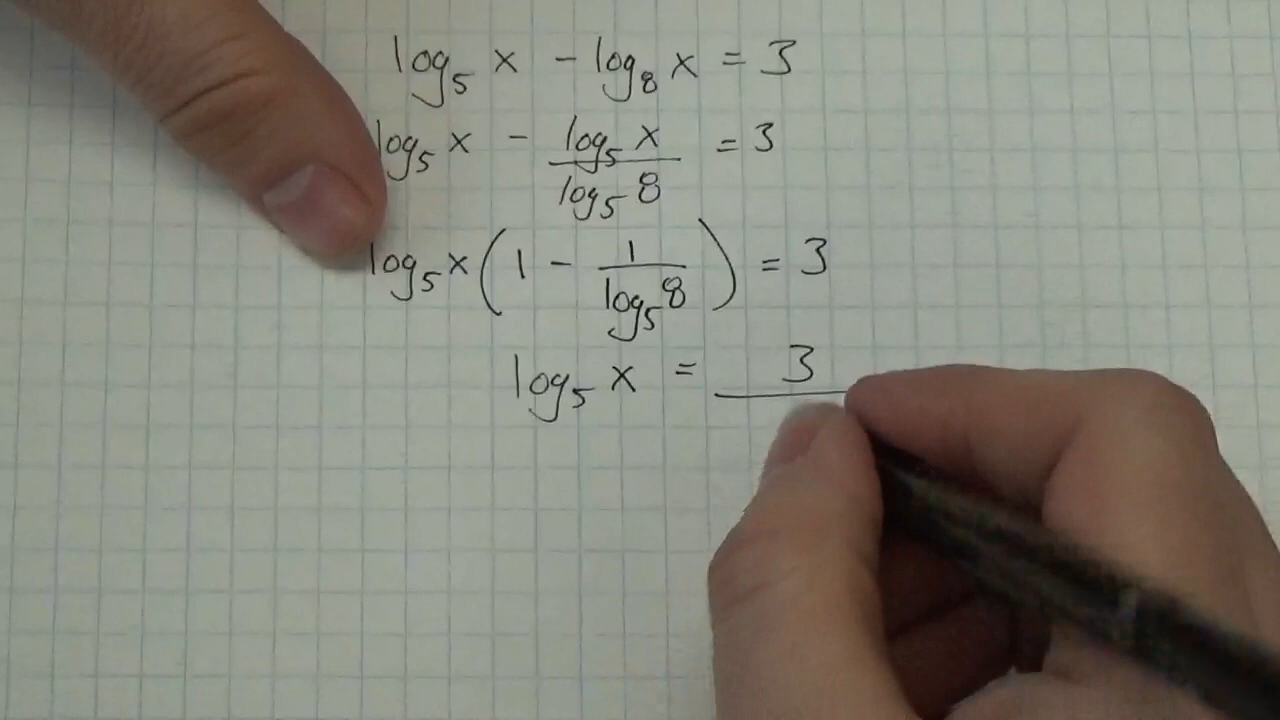 log₅ x - log₈ x = 3
log₅ x - log₅ x / log₅ 8 = 3
log₅ x (1 - 1 / log₅ 8) = 3
log₅ x = 3 /